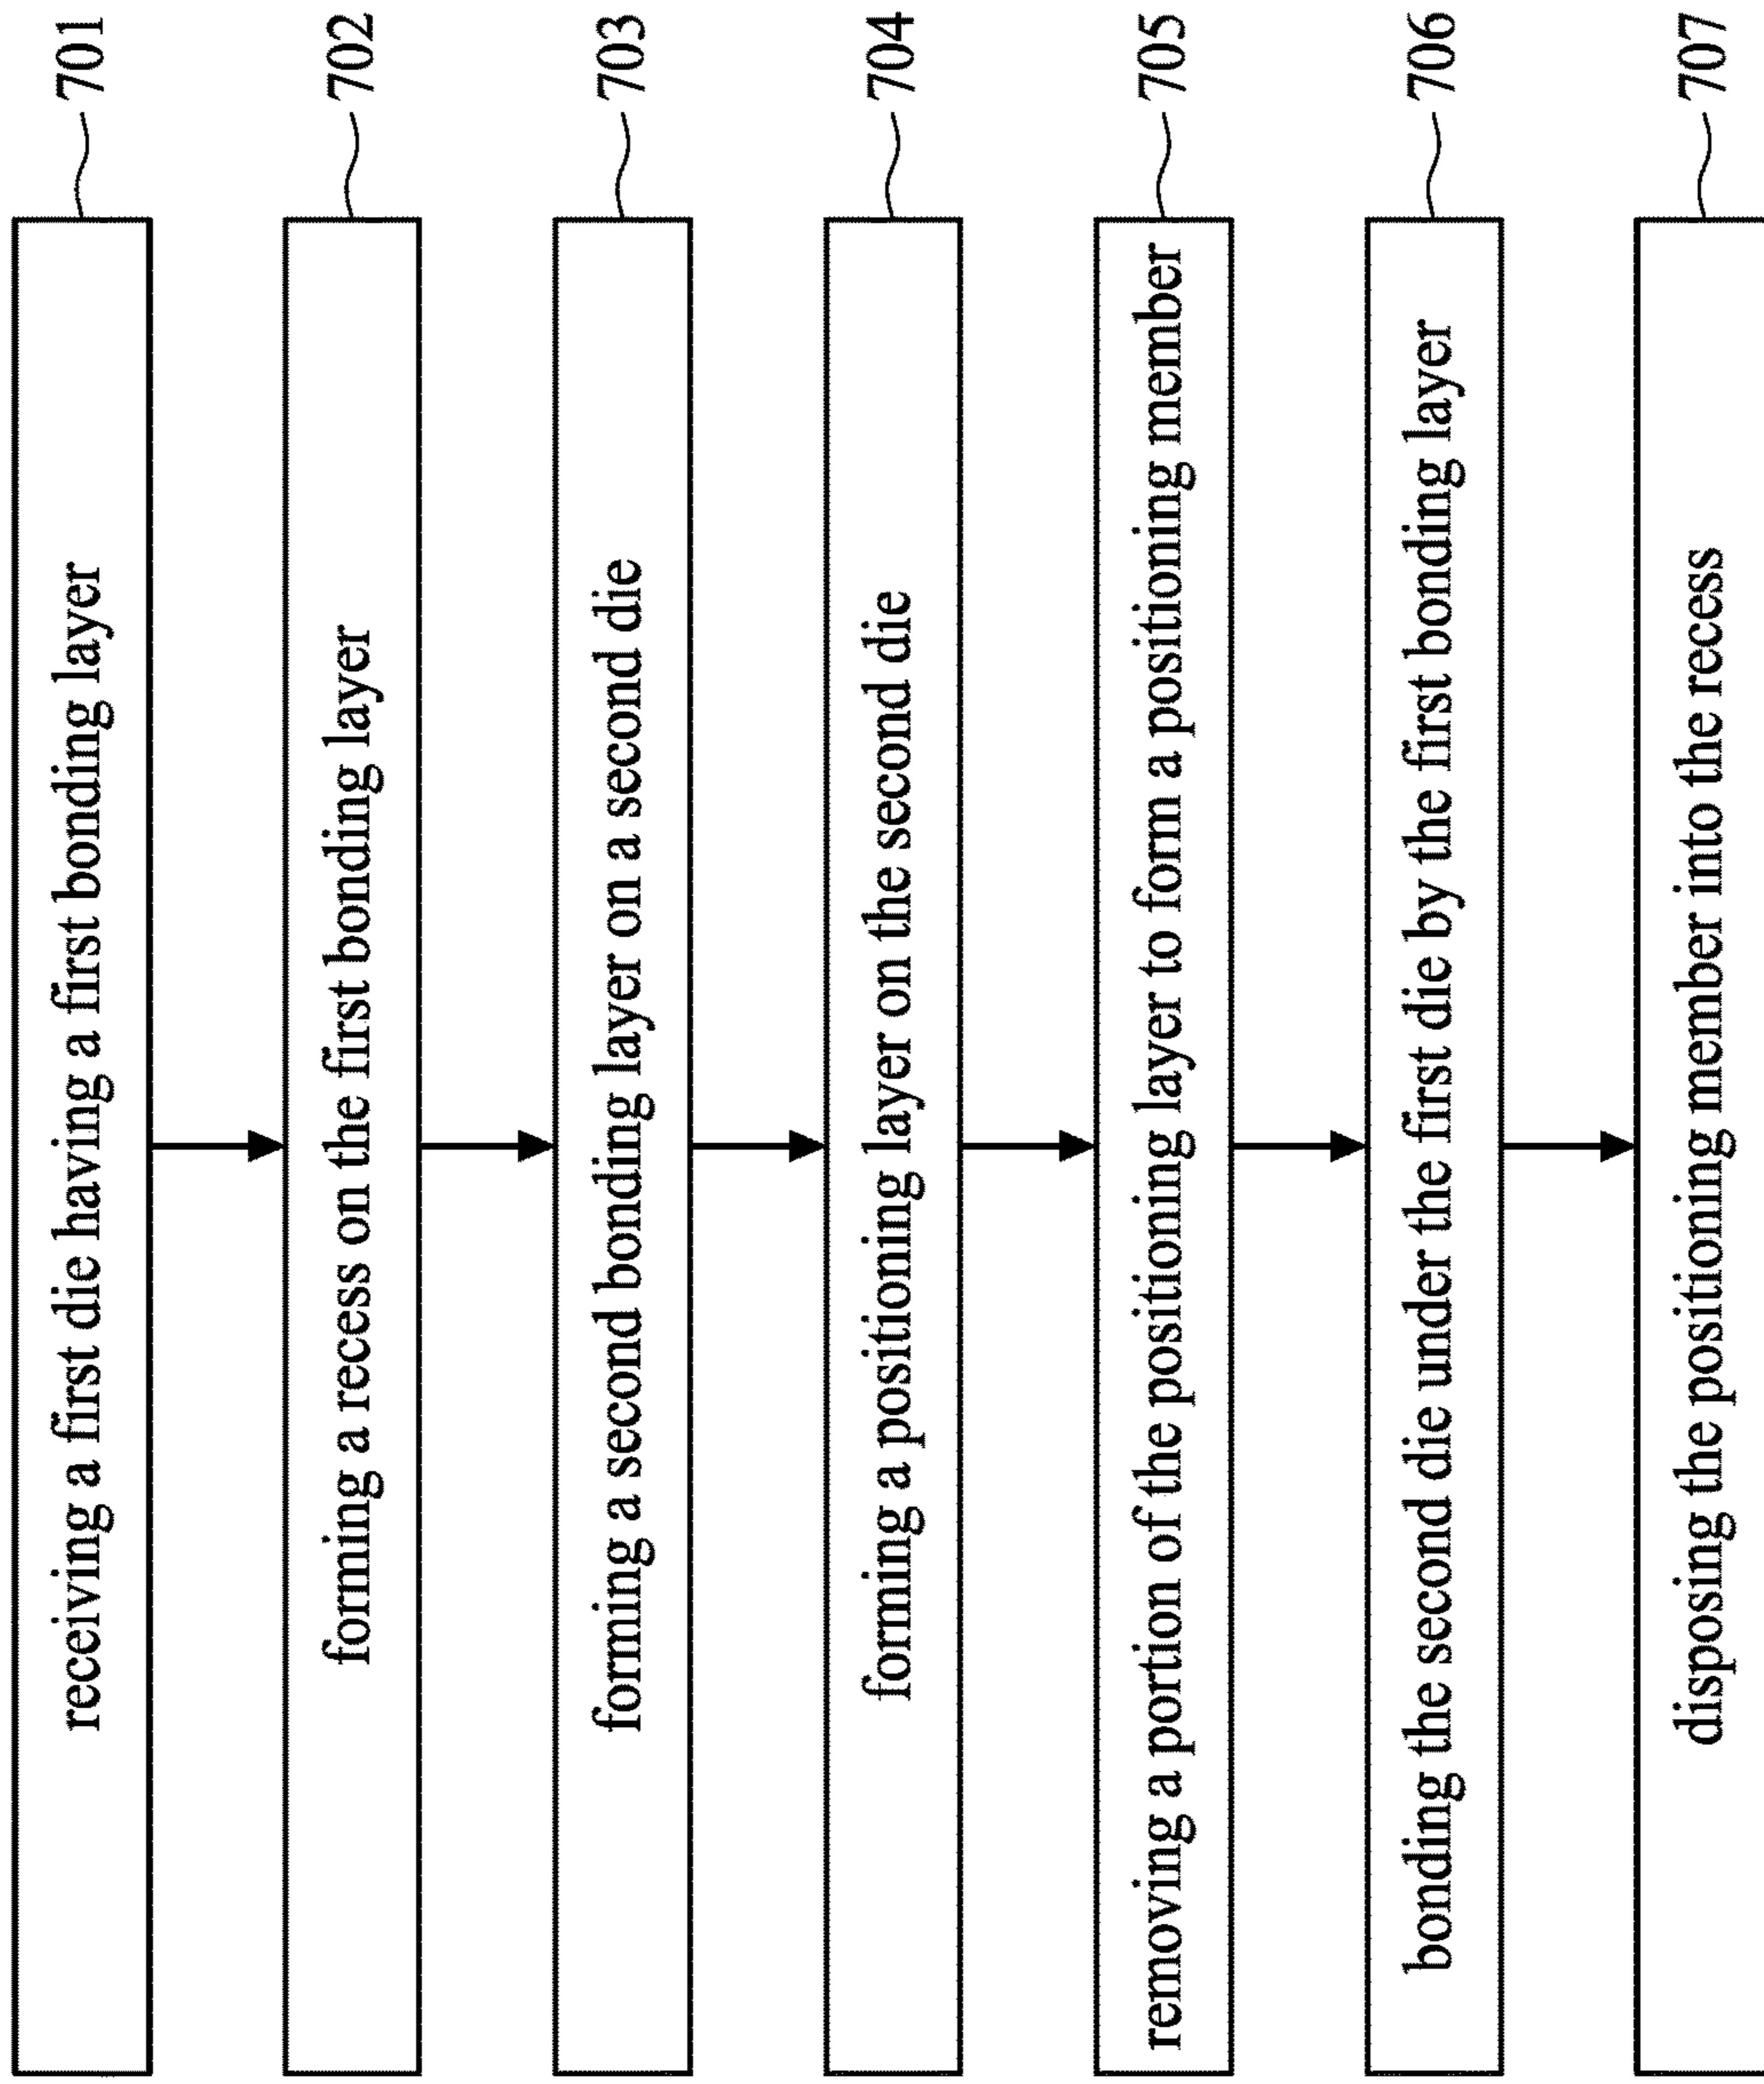 receiving a first die having a first bonding layer
701
forming a recess on the first bonding layer
702
forming a second bonding layer on a second die
703
forming a positioning layer on the second die
704
removing a portion of the positioning layer to form a positioning member
705
bonding the second die under the first die by the first bonding layer
706
disposing the positioning member into the recess
707